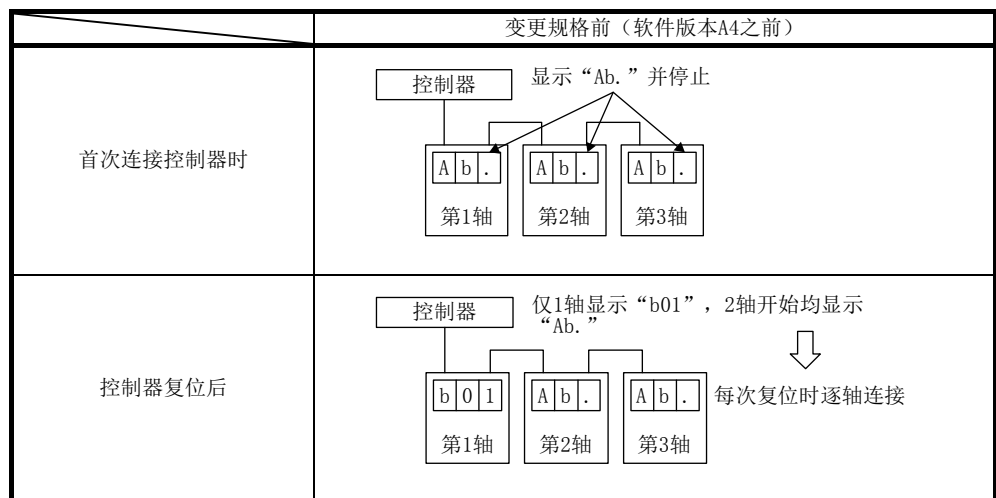 变更规格前（软件版本A4之前）
首次连接控制器时
控制器
显示“Ab.”并停止
A b .
A b .
A b .
第1轴
第2轴
第3轴
控制器复位后
控制器
仅1轴显示“b01”，2轴开始均显示
“Ab.”
b 0 1
A b .
A b .
每次复位时逐轴连接
第1轴
第2轴
第3轴